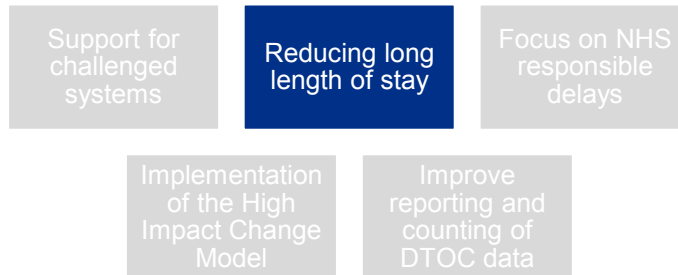 Support for
challenged
systems
Reducing long
length of stay
Focus on NHS
responsible
delays
Implementation
of the High
Impact Change
Model
Improve
reporting and
counting of
DTOC data